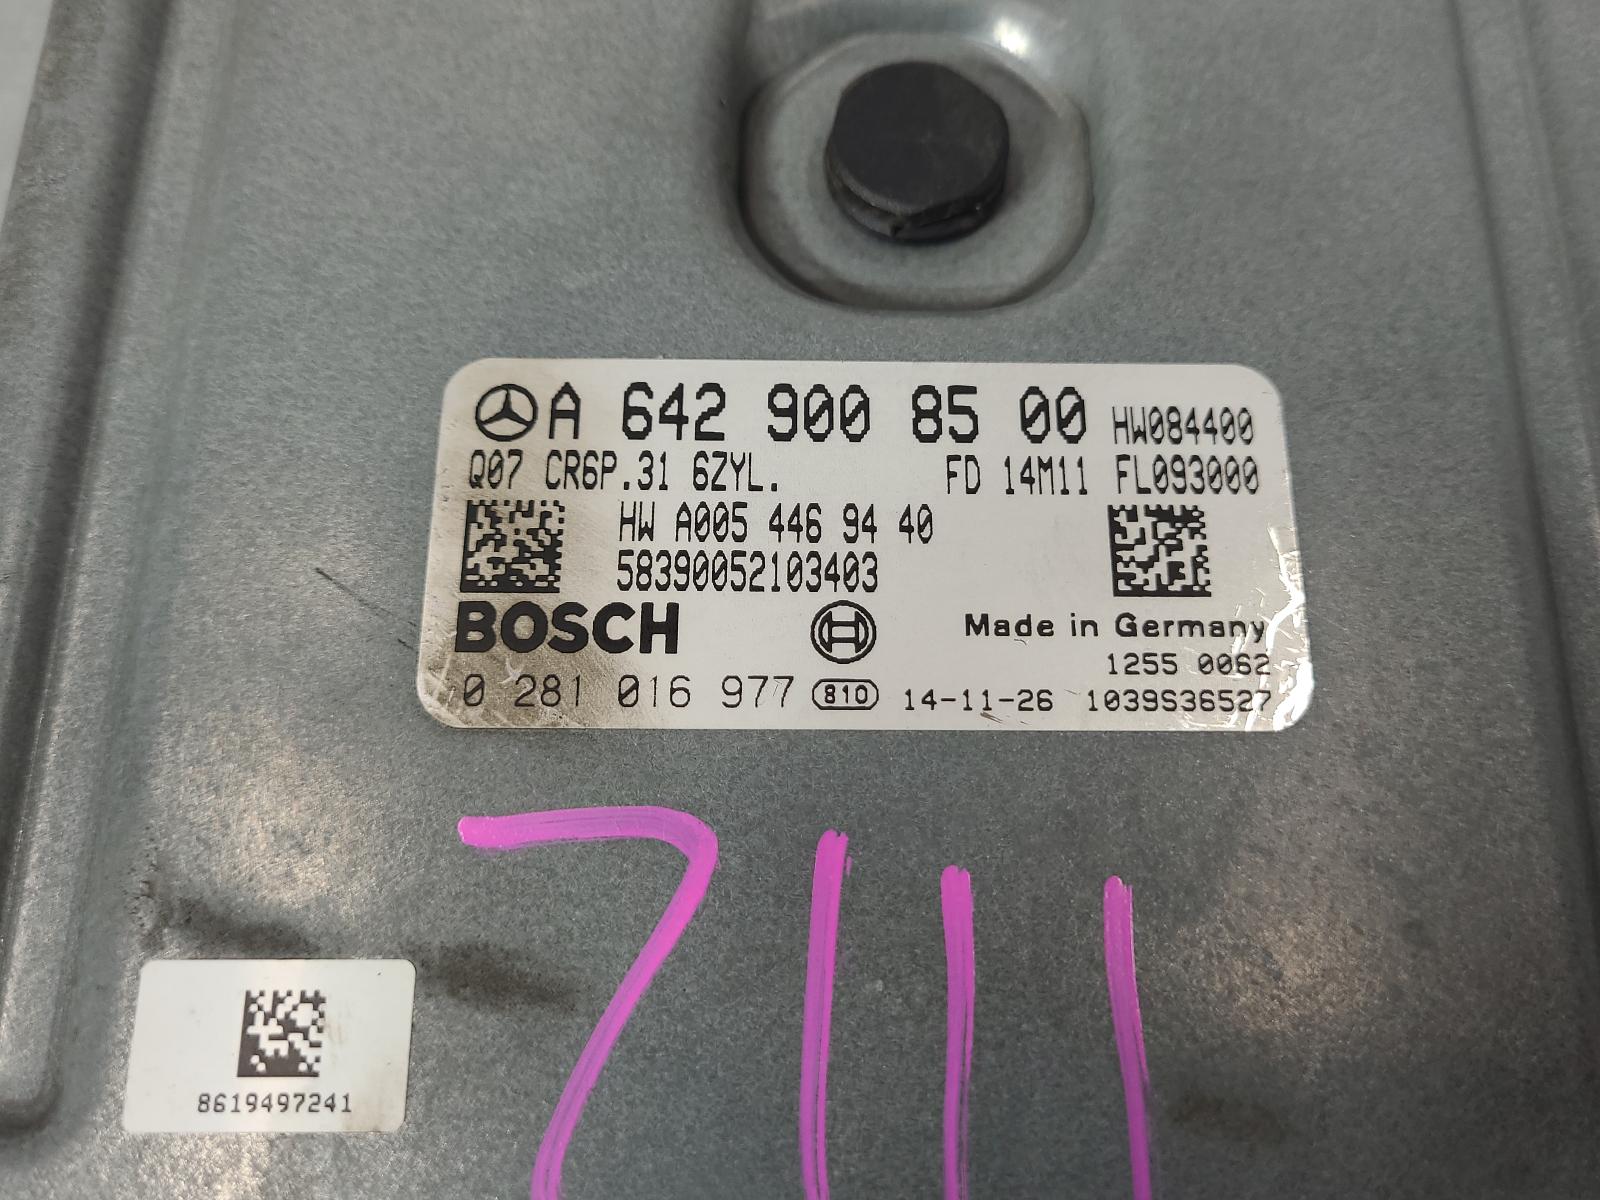 A 642 900 85 00 HW084400
Q07 CR6P.31 6ZYL. FD 14M11 FL093000
HW A005 446 94 40
58390052103403
BOSCH
Made in Germany
1255 0062
0 281 016 977 810 14-11-26 1039S36527
7111
8619497241